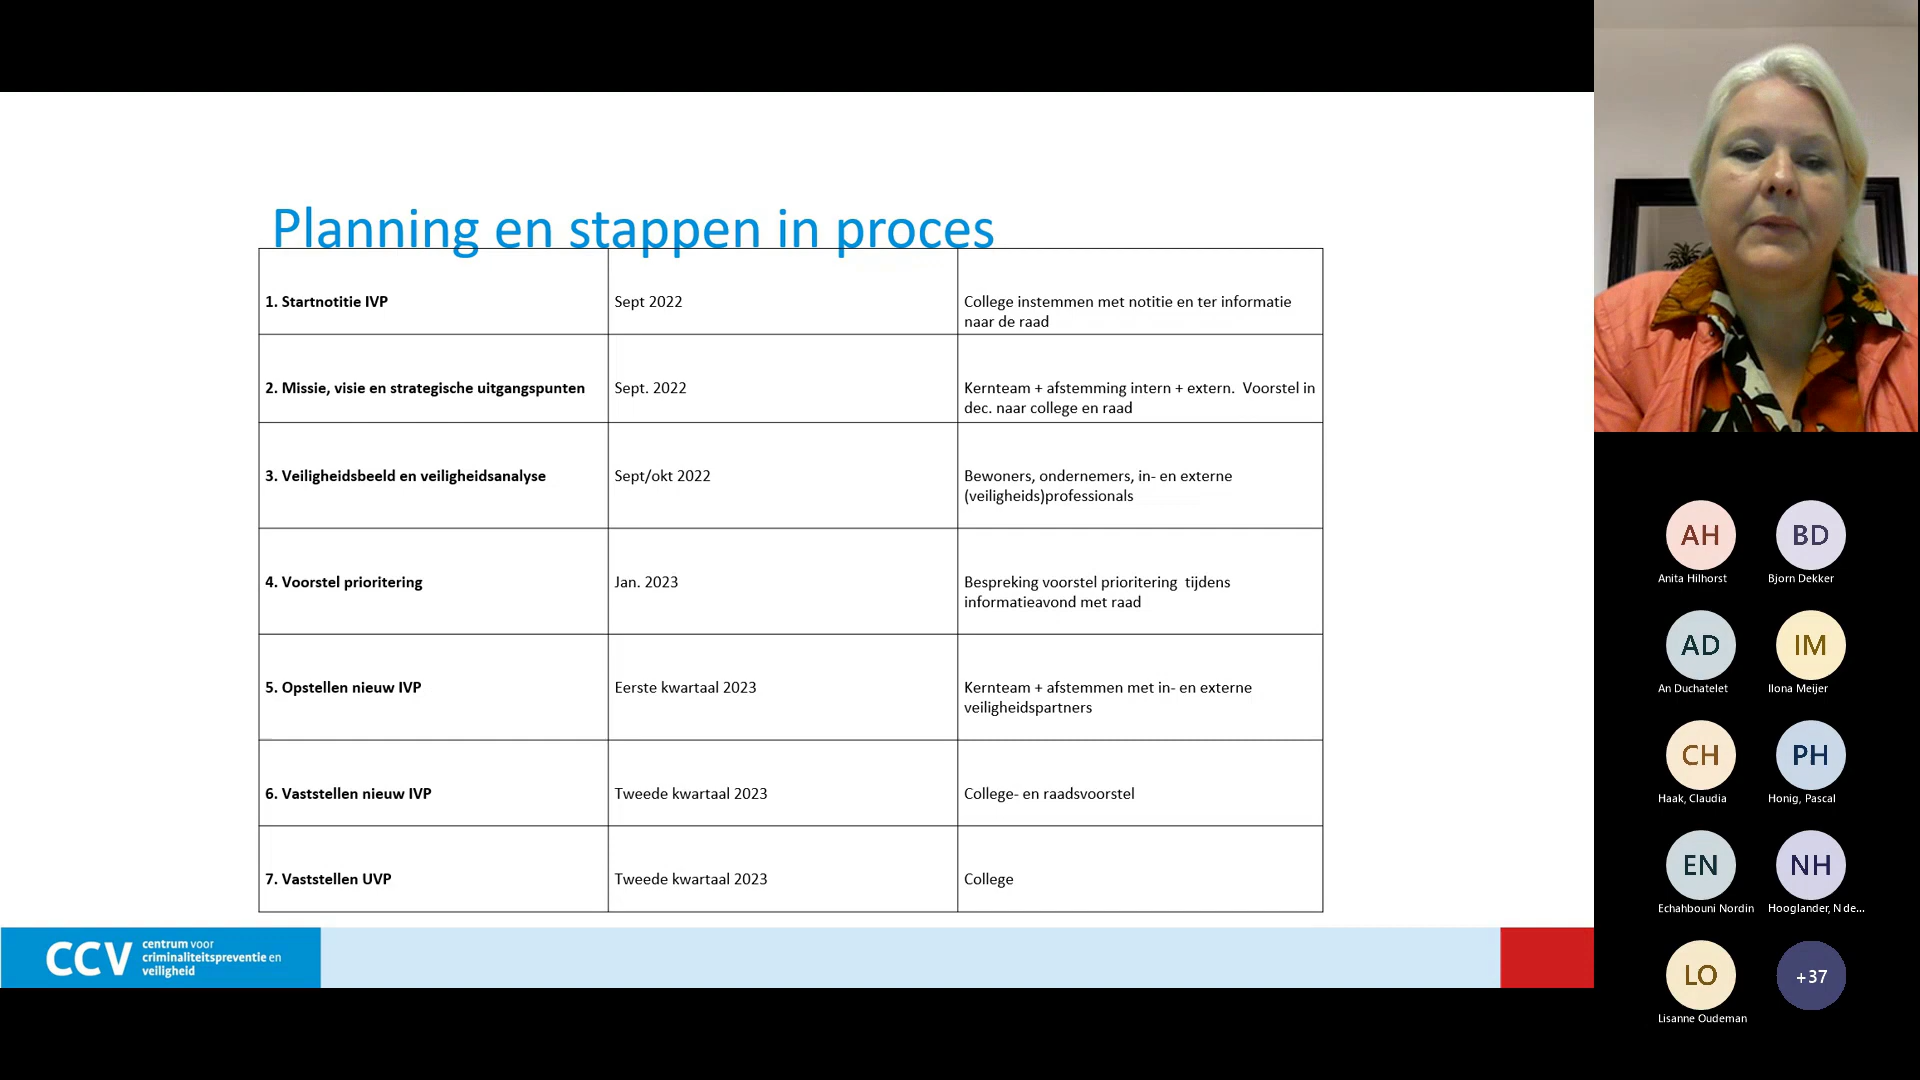 Planning en stappen in proces
1. Startnotitie IVP
Sept 2022
College instemmen met notitie en ter informatie
naar de raad
2. Missie, visie en strategische uitgangspunten
Sept. 2022
Kernteam + afstemming intern + extern.  Voorstel in
dec. naar college en raad
3. Veiligheidsbeeld en veiligheidsanalyse
Sept/okt 2022
Bewoners, ondernemers, in- en externe
(veiligheids)professionals
4. Voorstel prioritering
Jan. 2023
Bespreking voorstel prioritering  tijdens
informatieavond met raad
5. Opstellen nieuw IVP
Eerste kwartaal 2023
Kernteam + afstemmen met in- en externe
veiligheidspartners
6. Vaststellen nieuw IVP
Tweede kwartaal 2023
College- en raadsvoorstel
7. Vaststellen UVP
Tweede kwartaal 2023
College
CCV
centrum voor
criminaliteitspreventie en
veiligheid
AH
Anita Hilhorst
BD
Bjorn Dekker
AD
An Duchatelet
IM
Ilona Meijer
CH
Haak, Claudia
PH
Honig, Pascal
EN
Echahbouni Nordin
NH
Hooglander, N de...
LO
Lisanne Oudeman
+37